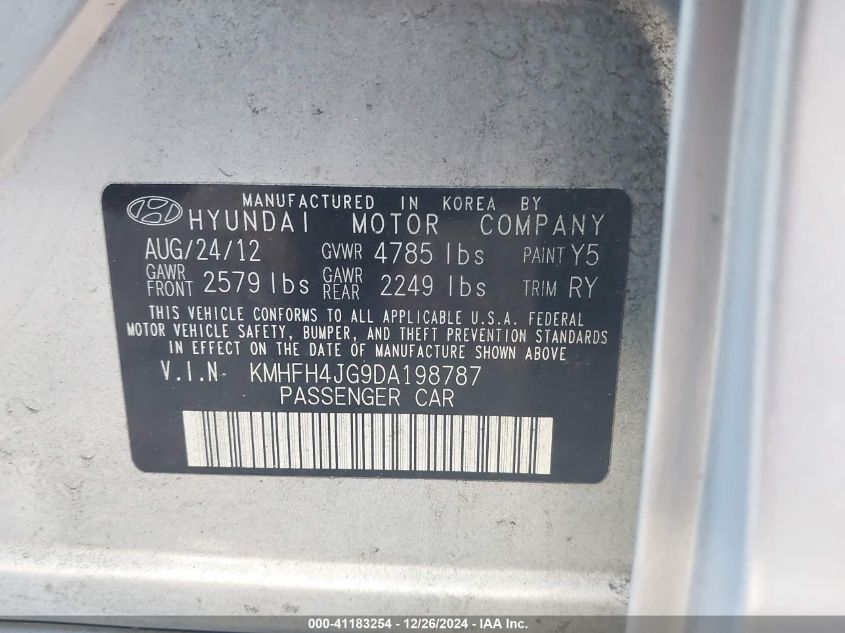 MANUFACTURED IN KOREA BY
HYUNDAI MOTOR COMPANY
AUG/24/12 GVWR 4785 lbs PAINT Y5
GAWR FRONT 2579 lbs GAWR REAR 2249 lbs TRIM RY
THIS VEHICLE CONFORMS TO ALL APPLICABLE U.S.A. FEDERAL
MOTOR VEHICLE SAFETY, BUMPER, AND THEFT PREVENTION STANDARDS
IN EFFECT ON THE DATE OF MANUFACTURE SHOWN ABOVE
V.I.N- KMHFH4JG9DA198787
PASSENGER CAR
000-41183254 - 12/26/2024 - IAA Inc.